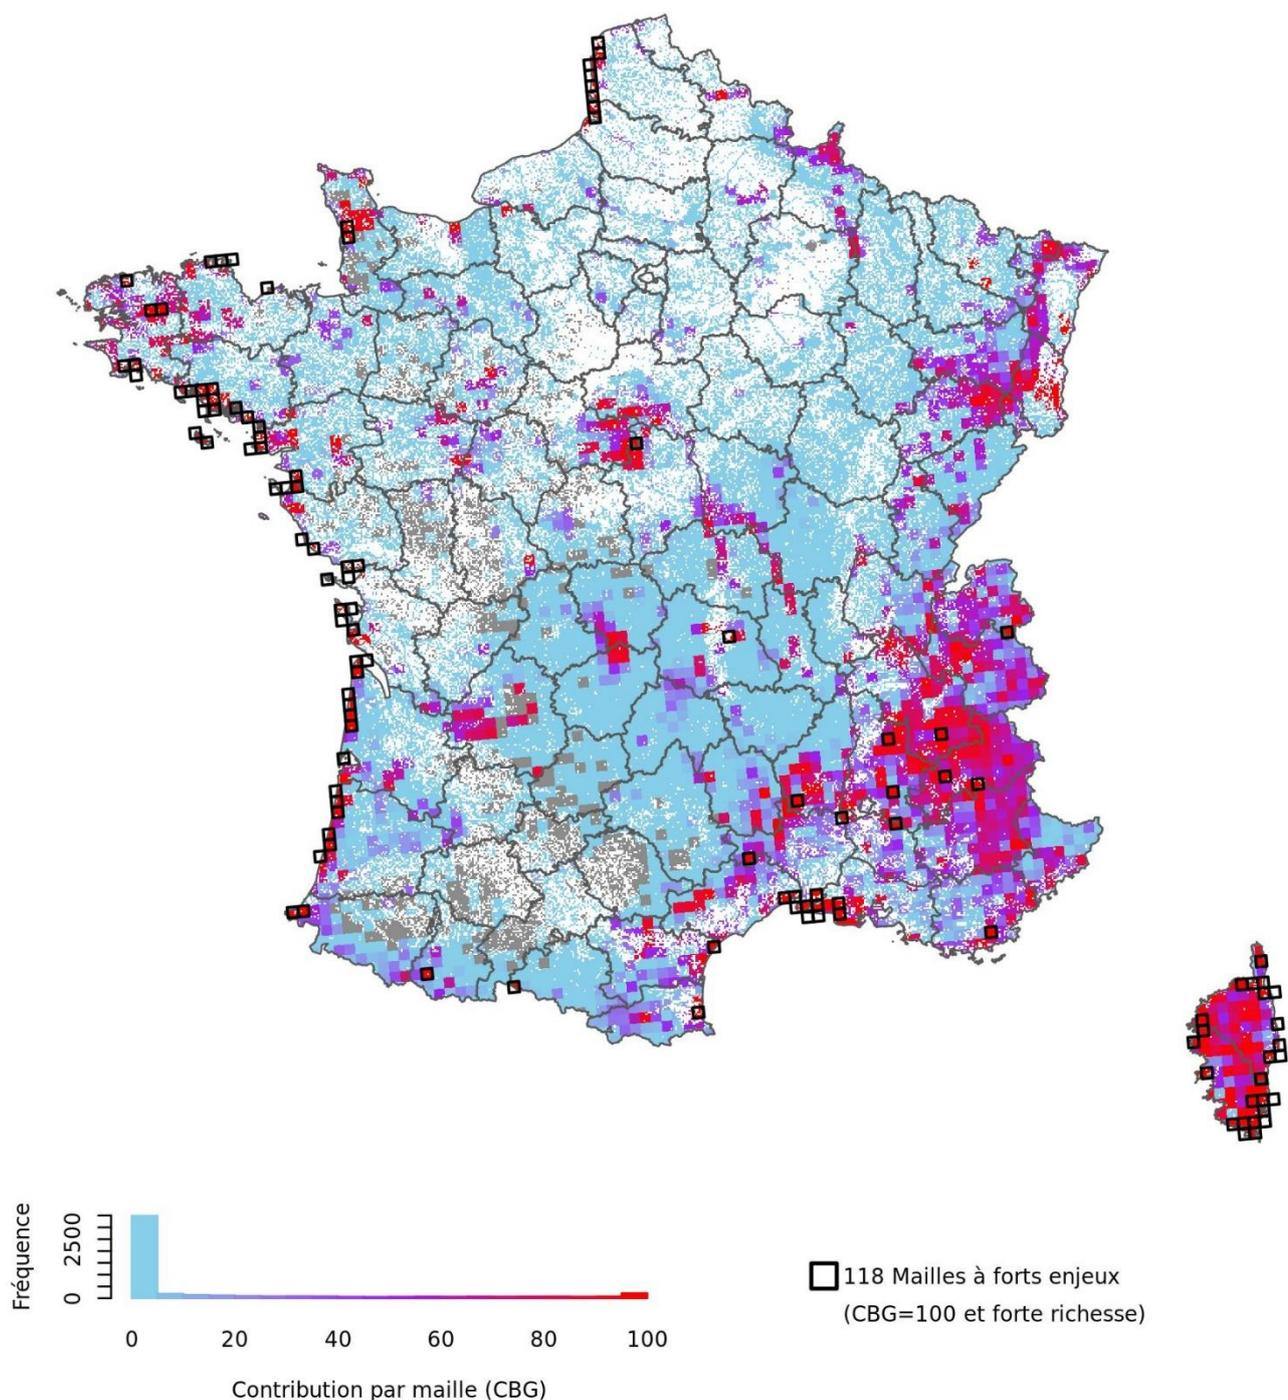 Fréquence
2500
0
0 20 40 60 80 100
Contribution par maille (CBG)
118 Mailles à forts enjeux
(CBG=100 et forte richesse)